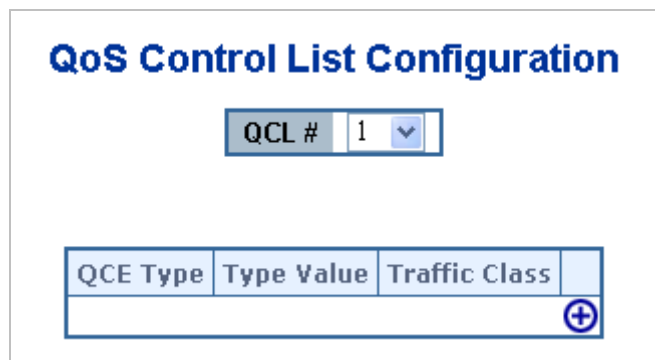 QoS Control List Configuration
QCL # 1
QCE Type Type Value Traffic Class